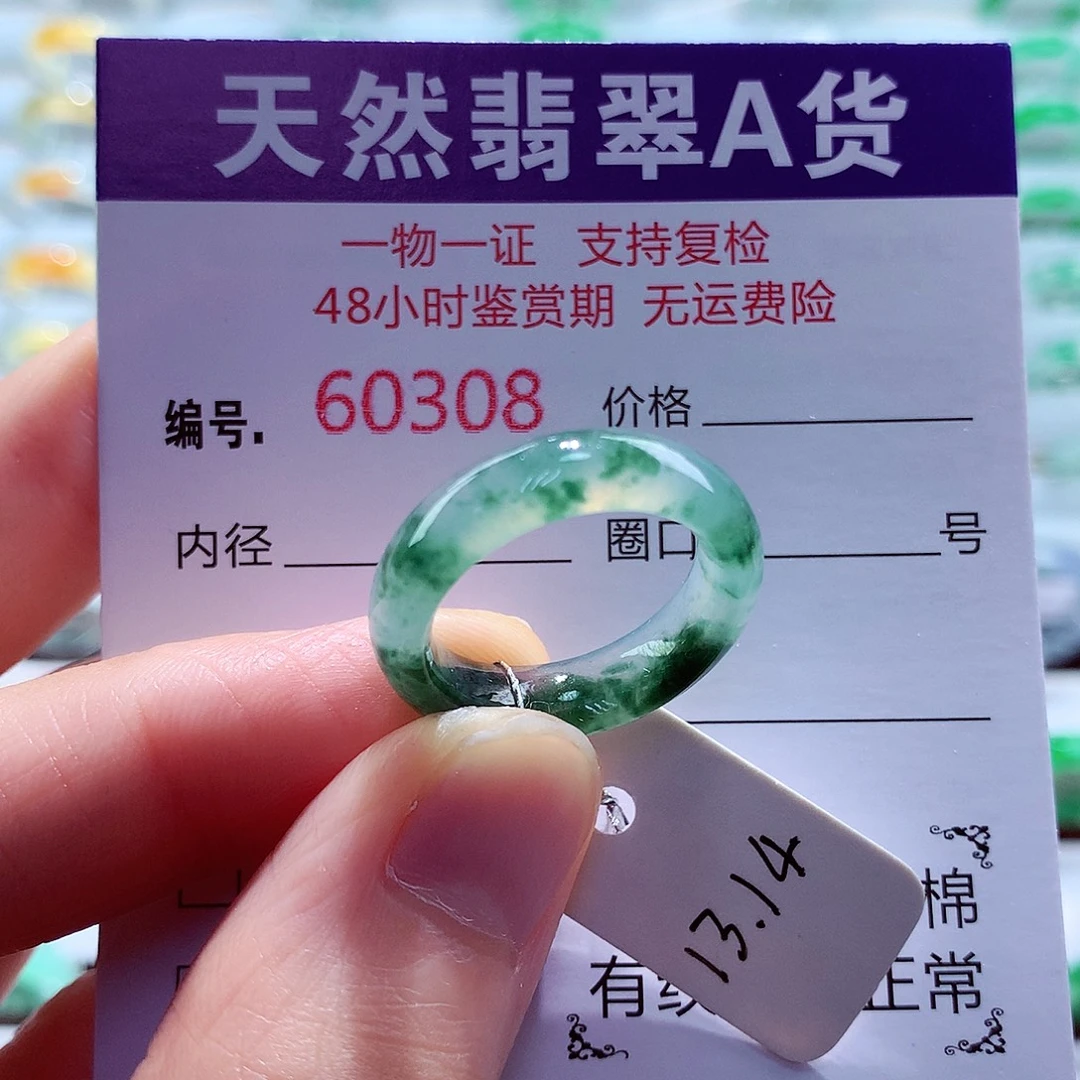 天然翡翠A货
一物一证 支持复检
48小时鉴赏期 无运费险
编号. 60308 价格
内径 圈口 号
13.14
棉
有纹 正常